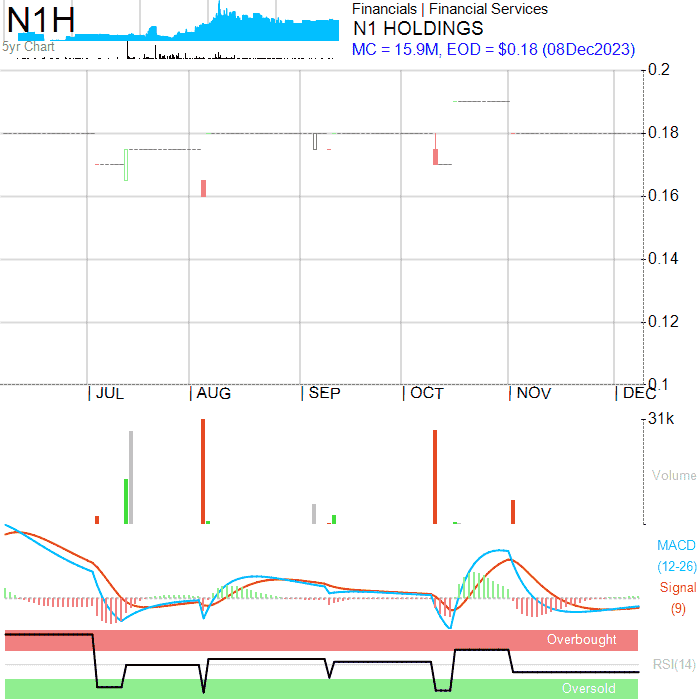 N1H
5yr Chart
Financials | Financial Services
N1 HOLDINGS
MC = 15.9M, EOD = $0.18 (08Dec2023)
0.2
0.18
0.16
0.14
0.12
0.1
JUL AUG SEP OCT NOV DEC
31k
Volume
MACD
(12-26)
Signal
(9)
Overbought
RSI(14)
Oversold